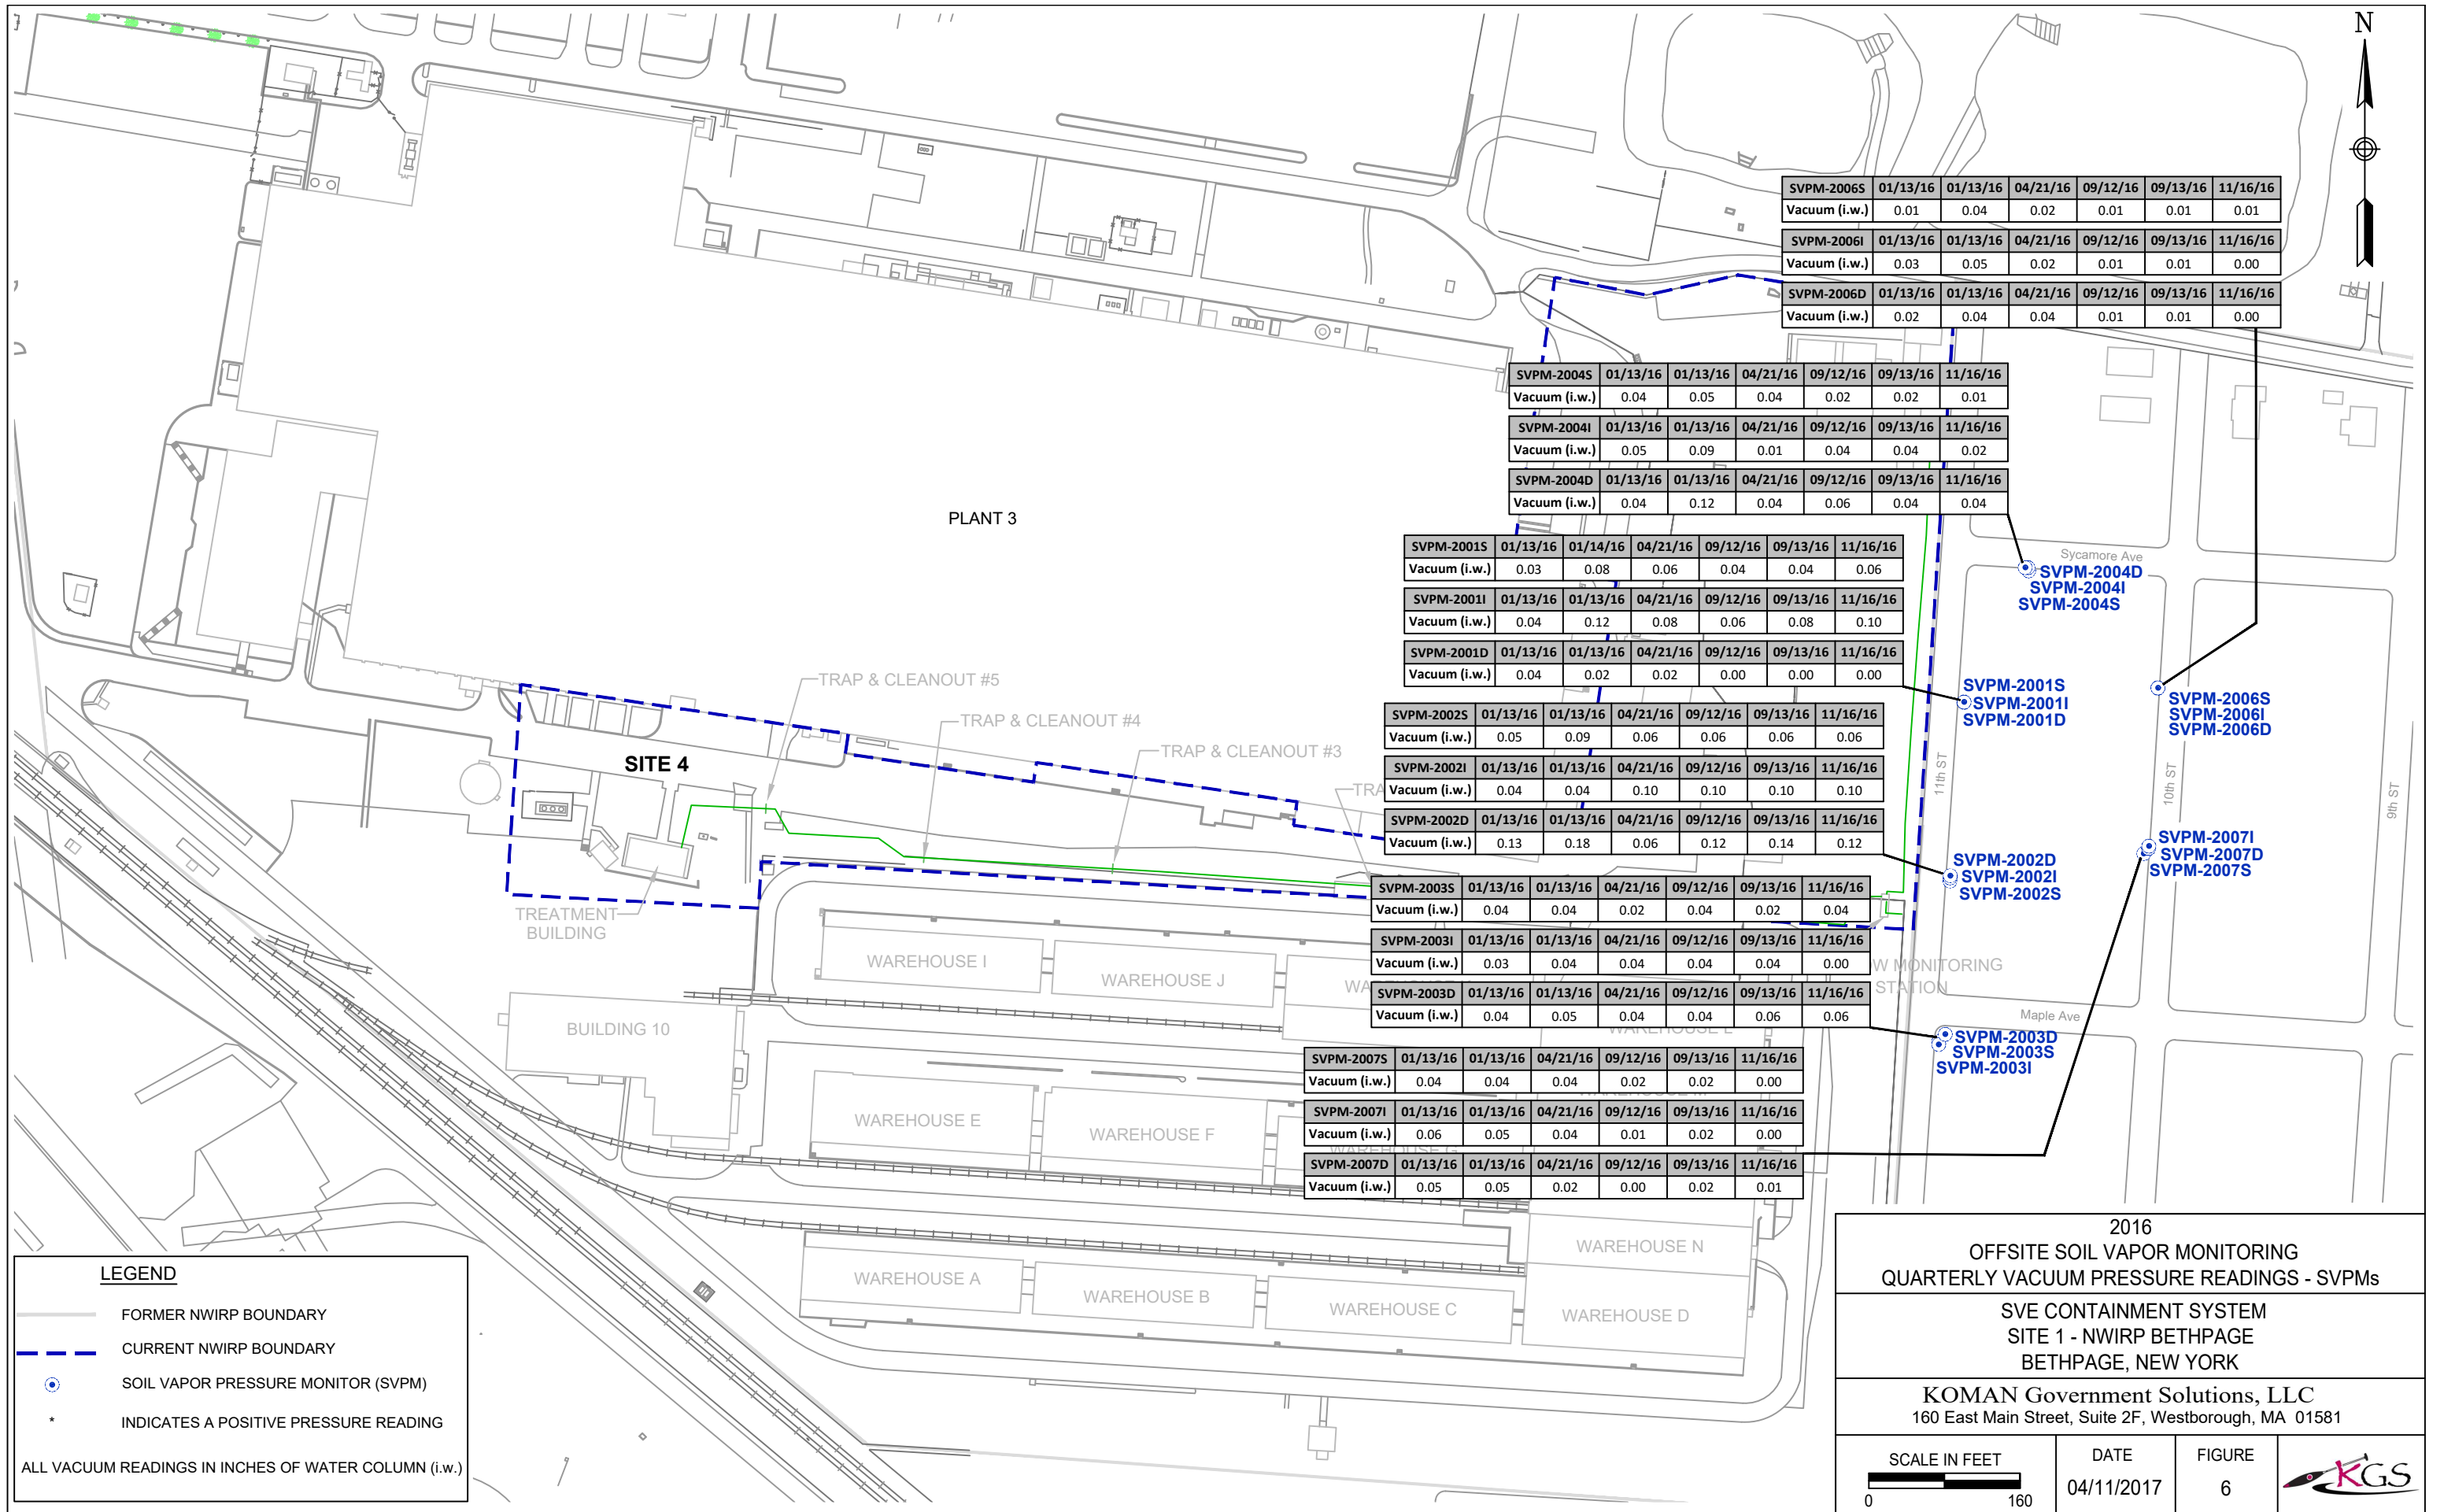 N
SVPM-2006S 01/13/16 01/13/16 04/21/16 09/12/16 09/13/16 11/16/16
Vacuum (i.w.) 0.01 0.04 0.02 0.01 0.01 0.01
SVPM-2006I 01/13/16 01/13/16 04/21/16 09/12/16 09/13/16 11/16/16
Vacuum (i.w.) 0.03 0.05 0.02 0.01 0.01 0.00
SVPM-2006D 01/13/16 01/13/16 04/21/16 09/12/16 09/13/16 11/16/16
Vacuum (i.w.) 0.02 0.04 0.04 0.01 0.01 0.00
SVPM-2004S 01/13/16 01/13/16 04/21/16 09/12/16 09/13/16 11/16/16
Vacuum (i.w.) 0.04 0.05 0.04 0.02 0.02 0.01
SVPM-2004I 01/13/16 01/13/16 04/21/16 09/12/16 09/13/16 11/16/16
Vacuum (i.w.) 0.05 0.09 0.01 0.04 0.04 0.02
SVPM-2004D 01/13/16 01/13/16 04/21/16 09/12/16 09/13/16 11/16/16
Vacuum (i.w.) 0.04 0.12 0.04 0.06 0.04 0.04
PLANT 3
SVPM-2001S 01/13/16 01/14/16 04/21/16 09/12/16 09/13/16 11/16/16
Vacuum (i.w.) 0.03 0.08 0.06 0.04 0.04 0.06
SVPM-2001I 01/13/16 01/13/16 04/21/16 09/12/16 09/13/16 11/16/16
Vacuum (i.w.) 0.04 0.12 0.08 0.06 0.08 0.10
SVPM-2001D 01/13/16 01/13/16 04/21/16 09/12/16 09/13/16 11/16/16
Vacuum (i.w.) 0.04 0.02 0.02 0.00 0.00 0.00
Sycamore Ave
SVPM-2004D
SVPM-2004I
SVPM-2004S
SVPM-2001S
SVPM-2001I
SVPM-2001D
SVPM-2006S
SVPM-2006I
SVPM-2006D
TRAP & CLEANOUT #5
TRAP & CLEANOUT #4
TRAP & CLEANOUT #3
TRA
SITE 4
SVPM-2002S 01/13/16 01/13/16 04/21/16 09/12/16 09/13/16 11/16/16
Vacuum (i.w.) 0.05 0.09 0.06 0.06 0.06 0.06
SVPM-2002I 01/13/16 01/13/16 04/21/16 09/12/16 09/13/16 11/16/16
Vacuum (i.w.) 0.04 0.04 0.10 0.10 0.10 0.10
SVPM-2002D 01/13/16 01/13/16 04/21/16 09/12/16 09/13/16 11/16/16
Vacuum (i.w.) 0.13 0.18 0.06 0.12 0.14 0.12
11th ST
10th ST
9th ST
SVPM-2007I
SVPM-2007D
SVPM-2007S
SVPM-2002D
SVPM-2002I
SVPM-2002S
TREATMENT
BUILDING
SVPM-2003S 01/13/16 01/13/16 04/21/16 09/12/16 09/13/16 11/16/16
Vacuum (i.w.) 0.04 0.04 0.02 0.04 0.02 0.04
SVPM-2003I 01/13/16 01/13/16 04/21/16 09/12/16 09/13/16 11/16/16
Vacuum (i.w.) 0.03 0.04 0.04 0.04 0.04 0.00
SVPM-2003D 01/13/16 01/13/16 04/21/16 09/12/16 09/13/16 11/16/16
Vacuum (i.w.) 0.04 0.05 0.04 0.04 0.06 0.06
W MONITORING
STATION
WAREHOUSE I
WAREHOUSE J
WA
WAREHOUSE L
BUILDING 10
Maple Ave
SVPM-2003D
SVPM-2003S
SVPM-2003I
SVPM-2007S 01/13/16 01/13/16 04/21/16 09/12/16 09/13/16 11/16/16
Vacuum (i.w.) 0.04 0.04 0.04 0.02 0.02 0.00
SVPM-2007I 01/13/16 01/13/16 04/21/16 09/12/16 09/13/16 11/16/16
Vacuum (i.w.) 0.06 0.05 0.04 0.01 0.02 0.00
SVPM-2007D 01/13/16 01/13/16 04/21/16 09/12/16 09/13/16 11/16/16
Vacuum (i.w.) 0.05 0.05 0.02 0.00 0.02 0.01
WAREHOUSE E
WAREHOUSE F
WAREHOUSE G
WAREHOUSE N
WAREHOUSE A
WAREHOUSE B
WAREHOUSE C
WAREHOUSE D
LEGEND
FORMER NWIRP BOUNDARY
CURRENT NWIRP BOUNDARY
SOIL VAPOR PRESSURE MONITOR (SVPM)
* INDICATES A POSITIVE PRESSURE READING
ALL VACUUM READINGS IN INCHES OF WATER COLUMN (i.w.)
2016
OFFSITE SOIL VAPOR MONITORING
QUARTERLY VACUUM PRESSURE READINGS - SVPMs
SVE CONTAINMENT SYSTEM
SITE 1 - NWIRP BETHPAGE
BETHPAGE, NEW YORK
KOMAN Government Solutions, LLC
160 East Main Street, Suite 2F, Westborough, MA 01581
SCALE IN FEET
0 160
DATE
04/11/2017
FIGURE
6
KGS